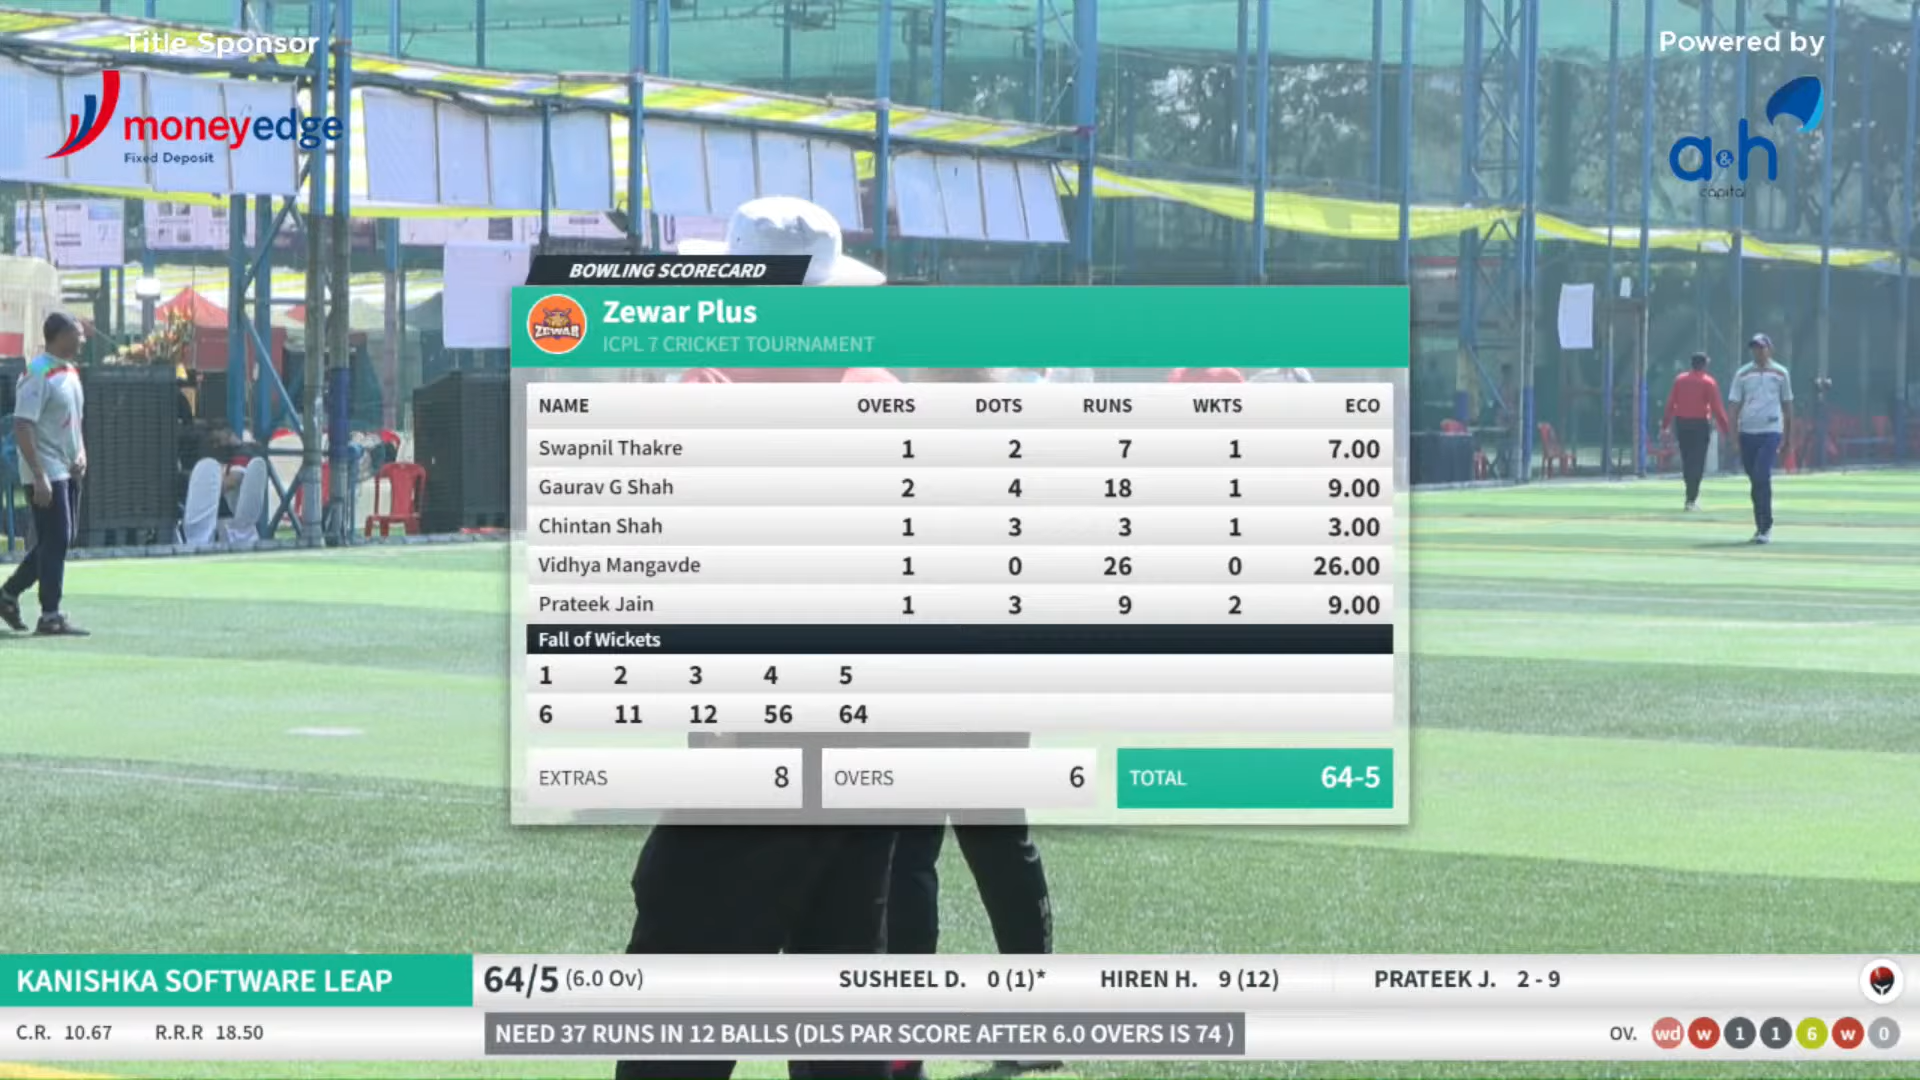 Title Sponsor
moneyedge
Fixed Deposit
Powered by
a&h
capital
BOWLING SCORECARD
ZEWAR
Zewar Plus
ICPL 7 CRICKET TOURNAMENT
NAME OVERS DOTS RUNS WKTS ECO
Swapnil Thakre 1 2 7 1 7.00
Gaurav G Shah 2 4 18 1 9.00
Chintan Shah 1 3 3 1 3.00
Vidhya Mangavde 1 0 26 0 26.00
Prateek Jain 1 3 9 2 9.00
Fall of Wickets
1 2 3 4 5
6 11 12 56 64
EXTRAS 8 OVERS 6 TOTAL 64-5
KANISHKA SOFTWARE LEAP 64/5 (6.0 Ov) SUSHEEL D. 0 (1)* HIREN H. 9 (12) PRATEEK J. 2 - 9
C.R. 10.67 R.R.R 18.50 NEED 37 RUNS IN 12 BALLS (DLS PAR SCORE AFTER 6.0 OVERS IS 74 ) OV. wd w 1 1 6 w 0